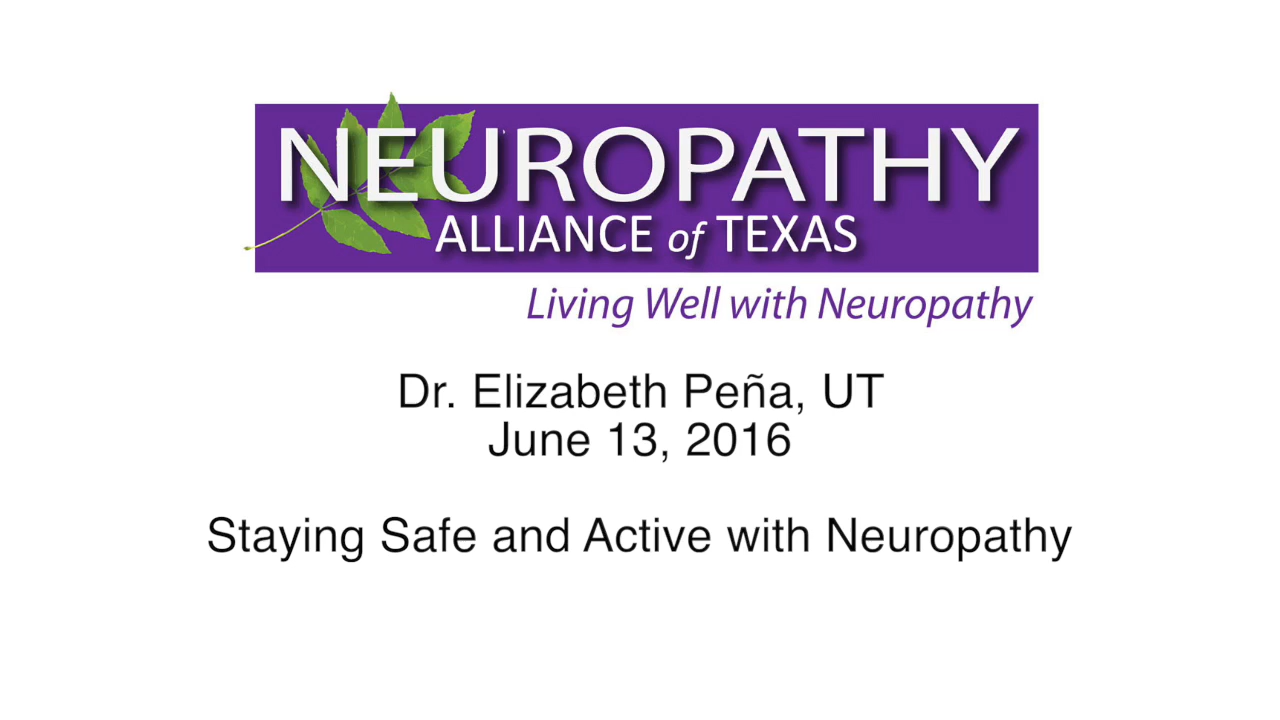 NEUROPATHY
ALLIANCE of TEXAS
Living Well with Neuropathy
Dr. Elizabeth Peña, UT
June 13, 2016
Staying Safe and Active with Neuropathy